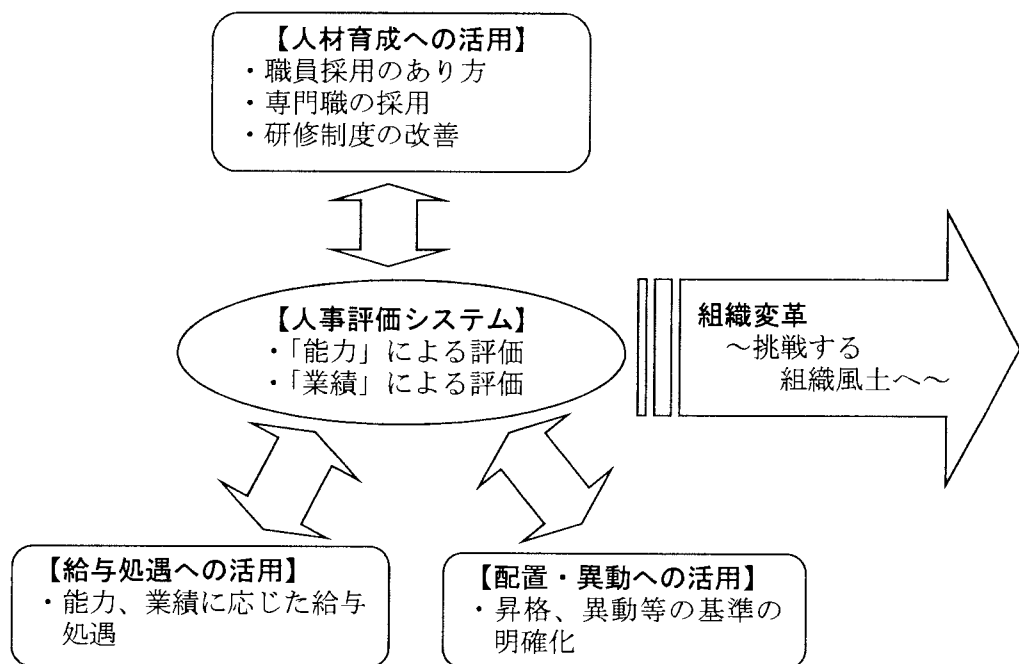 【人材育成への活用】
・職員採用のあり方
・専門職の採用
・研修制度の改善
【人事評価システム】
・「能力」による評価
・「業績」による評価
組織変革
～挑戦する
組織風土へ～
【給与処遇への活用】
・能力、業績に応じた給与
処遇
【配置・異動への活用】
・昇格、異動等の基準の
明確化